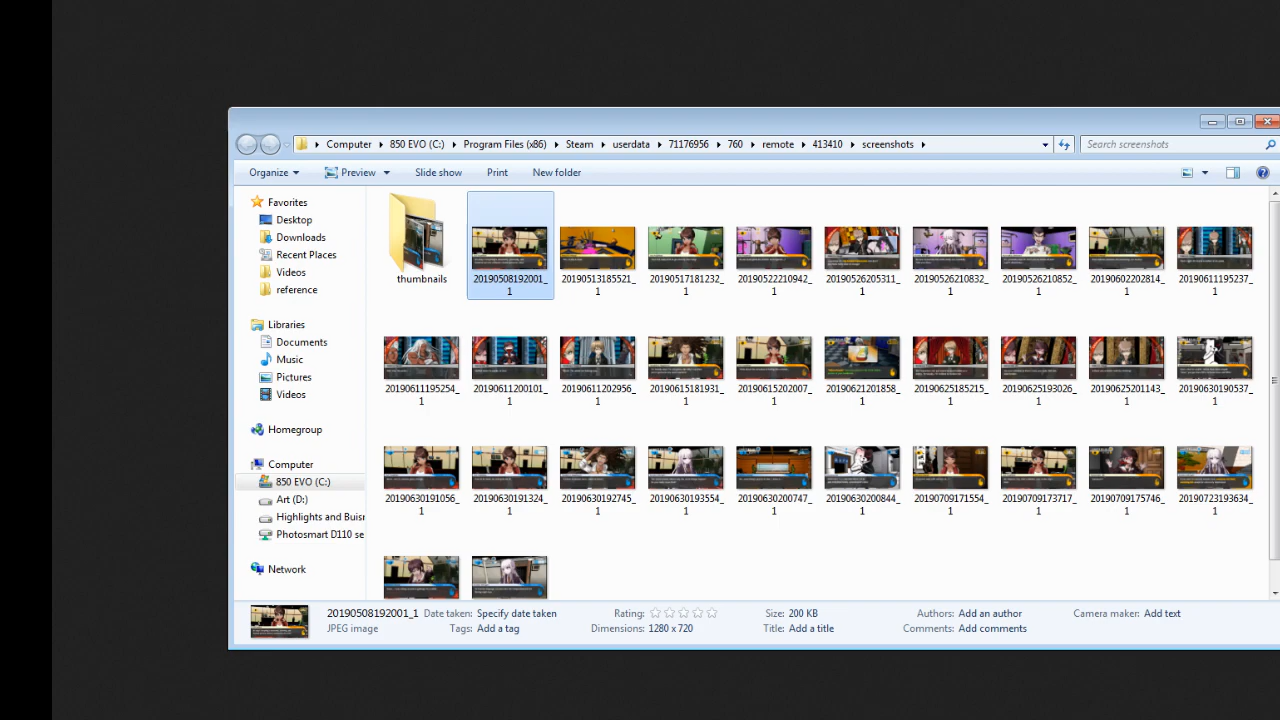 Computer 850 EVO (C:) Program Files (x86) Steam userdata 71176956 760 remote 413410 screenshots
Search screenshots
Organize Preview Slide show Print New folder
Favorites
Desktop
Downloads
Recent Places
Videos
reference
Libraries
Documents
Music
Pictures
Videos
Homegroup
Computer
850 EVO (C:)
Art (D:)
Highlights and Buisn
Photosmart D110 se
Network
thumbnails
20190508192001_1
20190513185521_1
20190517181232_1
20190522210942_1
20190526205311_1
20190526210832_1
20190526210852_1
20190602202814_1
20190611195237_1
20190611195254_1
20190611200101_1
20190611202956_1
20190615181931_1
20190615202007_1
20190621201858_1
20190625185215_1
20190625193026_1
20190625201143_1
20190630190537_1
20190630191056_1
20190630191324_1
20190630192745_1
20190630193554_1
20190630200747_1
20190630200844_1
20190709171554_1
20190709173717_1
20190709175746_1
20190723193634_1
20190508192001_1 Date taken: Specify date taken Rating: Size: 200 KB Authors: Add an author Camera maker: Add text
JPEG image Tags: Add a tag Dimensions: 1280 x 720 Title: Add a title Comments: Add comments